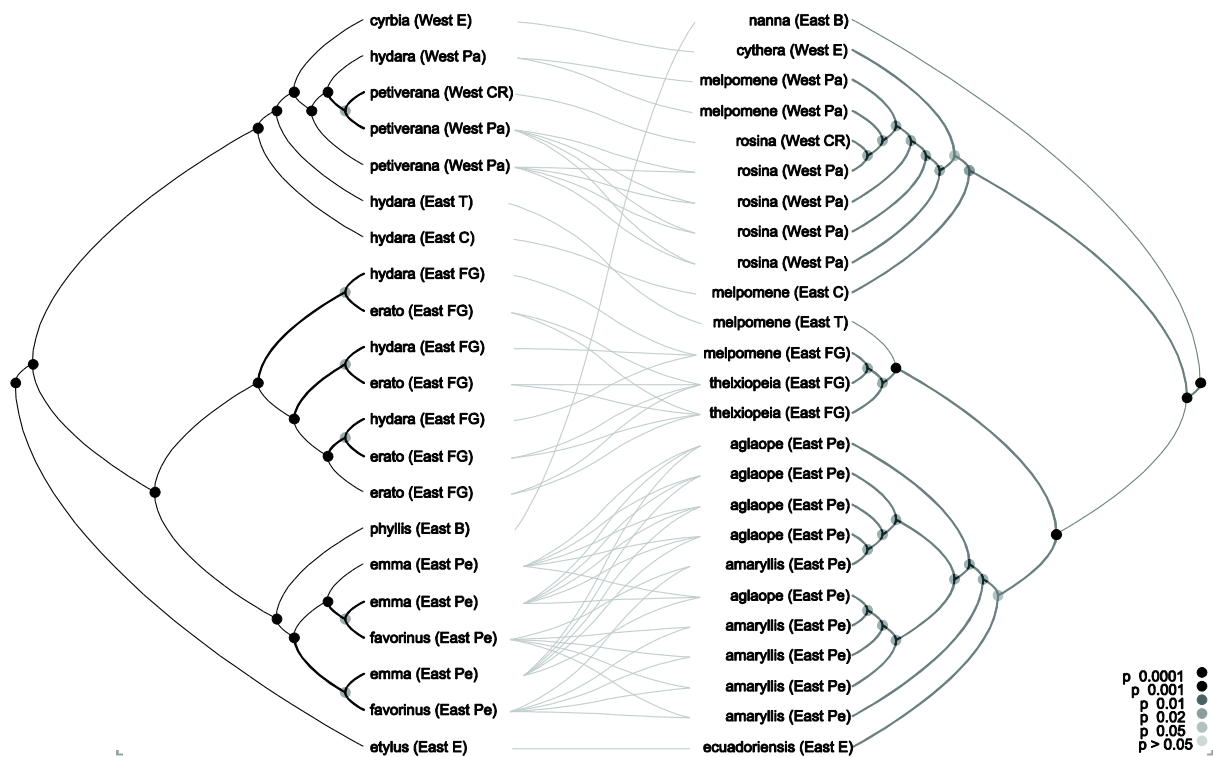 cyrbia (West E)
hydara (West Pa)
petiverana (West CR)
petiverana (West Pa)
petiverana (West Pa)
hydara (East T)
hydara (East C)
hydara (East FG)
erato (East FG)
hydara (East FG)
erato (East FG)
hydara (East FG)
erato (East FG)
erato (East FG)
phyllis (East B)
emma (East Pe)
emma (East Pe)
favorinus (East Pe)
emma (East Pe)
favorinus (East Pe)
etylus (East E)
nanna (East B)
cythera (West E)
melpomene (West Pa)
melpomene (West Pa)
rosina (West CR)
rosina (West Pa)
rosina (West Pa)
rosina (West Pa)
rosina (West Pa)
melpomene (East C)
melpomene (East T)
melpomene (East FG)
thelxiopeia (East FG)
thelxiopeia (East FG)
aglaope (East Pe)
aglaope (East Pe)
aglaope (East Pe)
aglaope (East Pe)
amaryllis (East Pe)
aglaope (East Pe)
amaryllis (East Pe)
amaryllis (East Pe)
amaryllis (East Pe)
amaryllis (East Pe)
ecuadoriensis (East E)
p 0.0001
p 0.001
p 0.01
p 0.02
p 0.05
p > 0.05